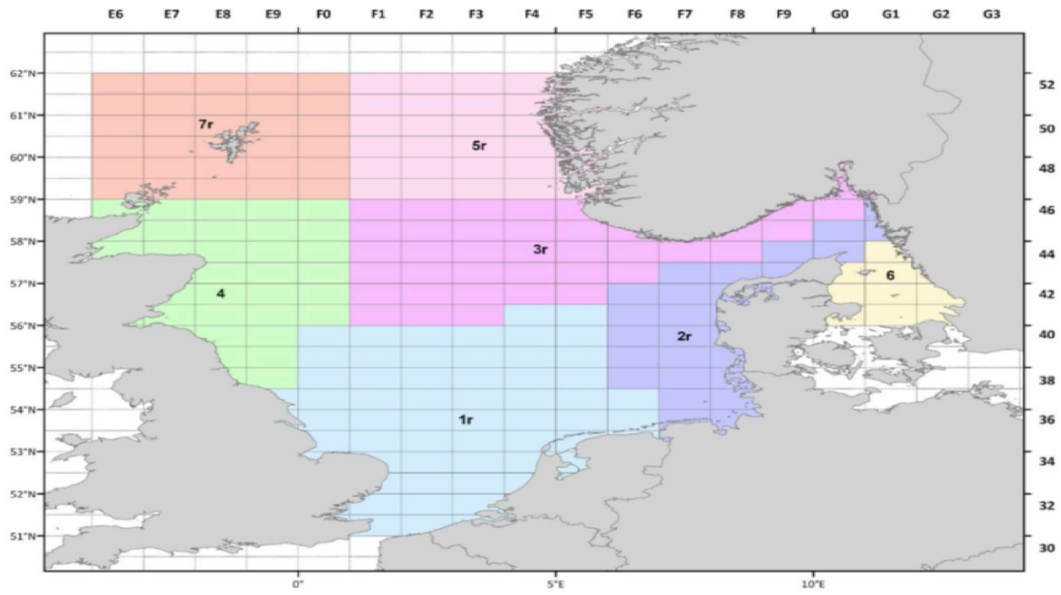 E6 E7 E8 E9 F0 F1 F2 F3 F4 F5 F6 F7 F8 F9 G0 G1 G2 G3
62°N 52
61°N 7r 50
60°N 5r 48
59°N 46
58°N 3r 44
57°N 4 6 42
56°N 2r 40
55°N 38
54°N 1r 36
53°N 34
52°N 32
51°N 30
0° 5°E 10°E